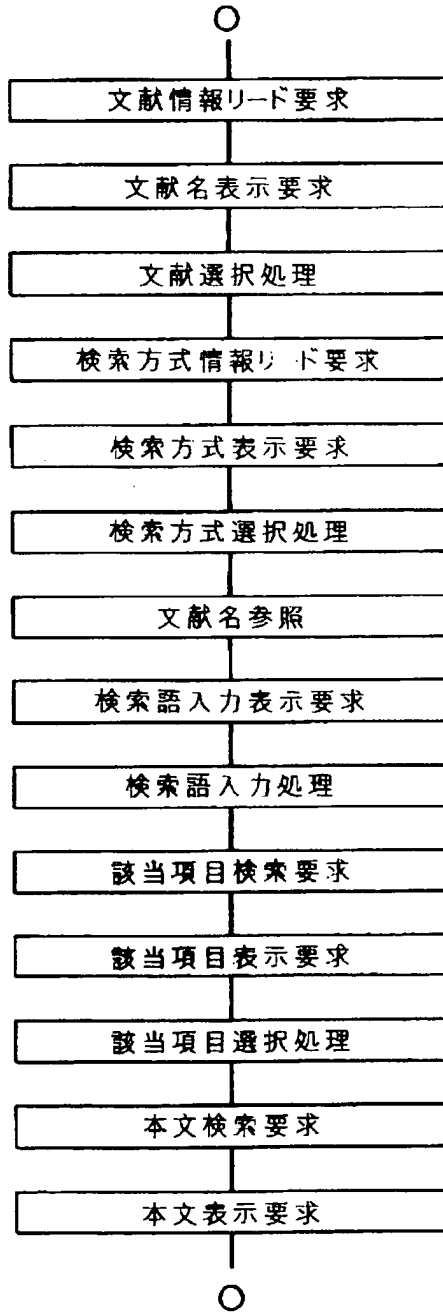 文献情報リード要求
文献名表示要求
文献選択処理
検索方式情報リード要求
検索方式表示要求
検索方式選択処理
文献名参照
検索語入力表示要求
検索語入力処理
該当項目検索要求
該当項目表示要求
該当項目選択処理
本文検索要求
本文表示要求